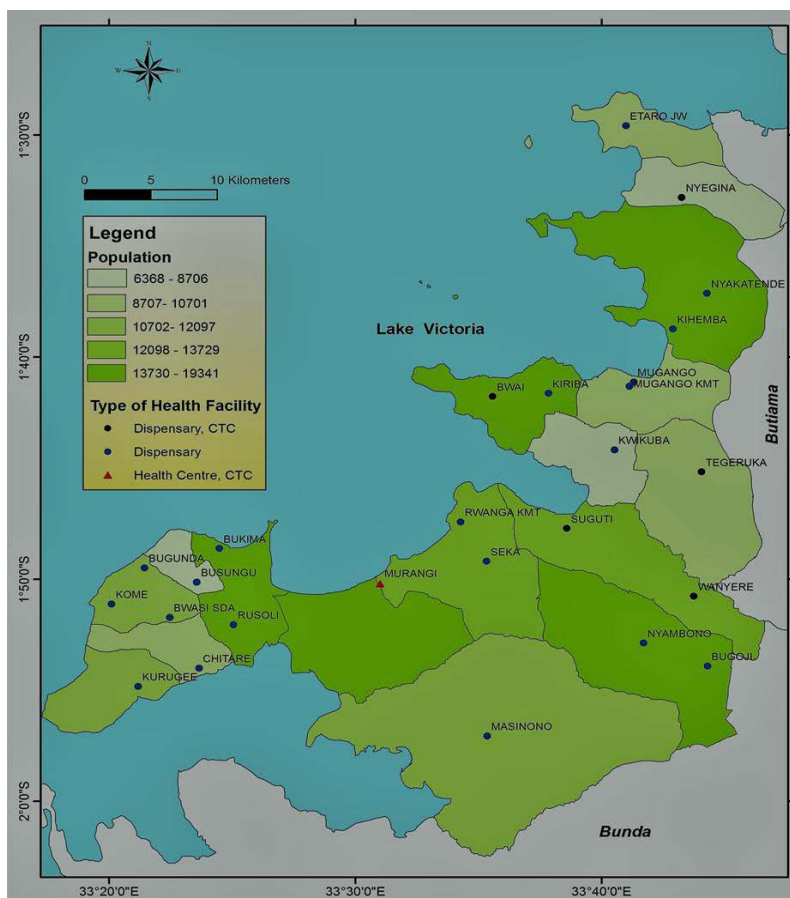 N
W E
S
ETARO JW
1°30'0"S
0 5 10 Kilometers
NYEGINA
Legend
Population
6368 - 8706
8707- 10701
10702- 12097
12098 - 13729
13730 - 19341
NYAKATENDE
KIHEMBA
Lake Victoria
1°40'0"S
MUGANGO
BWAI
KIRIBA
MUGANGO KMT
Butiama
Type of Health Facility
Dispensary, CTC
Dispensary
Health Centre, CTC
KWIKUBA
TEGERUKA
RWANGA KMT
SUGUTI
BUKIMA
SEKA
BUGUNDA
BUSUNGU
MURANGI
1°50'0"S
KOME
BWASI SDA
RUSOLI
WANYERE
NYAMBONO
BUGOJI
CHITARE
KURUGEE
MASINONO
2°0'0"S
Bunda
33°20'0"E 33°30'0"E 33°40'0"E